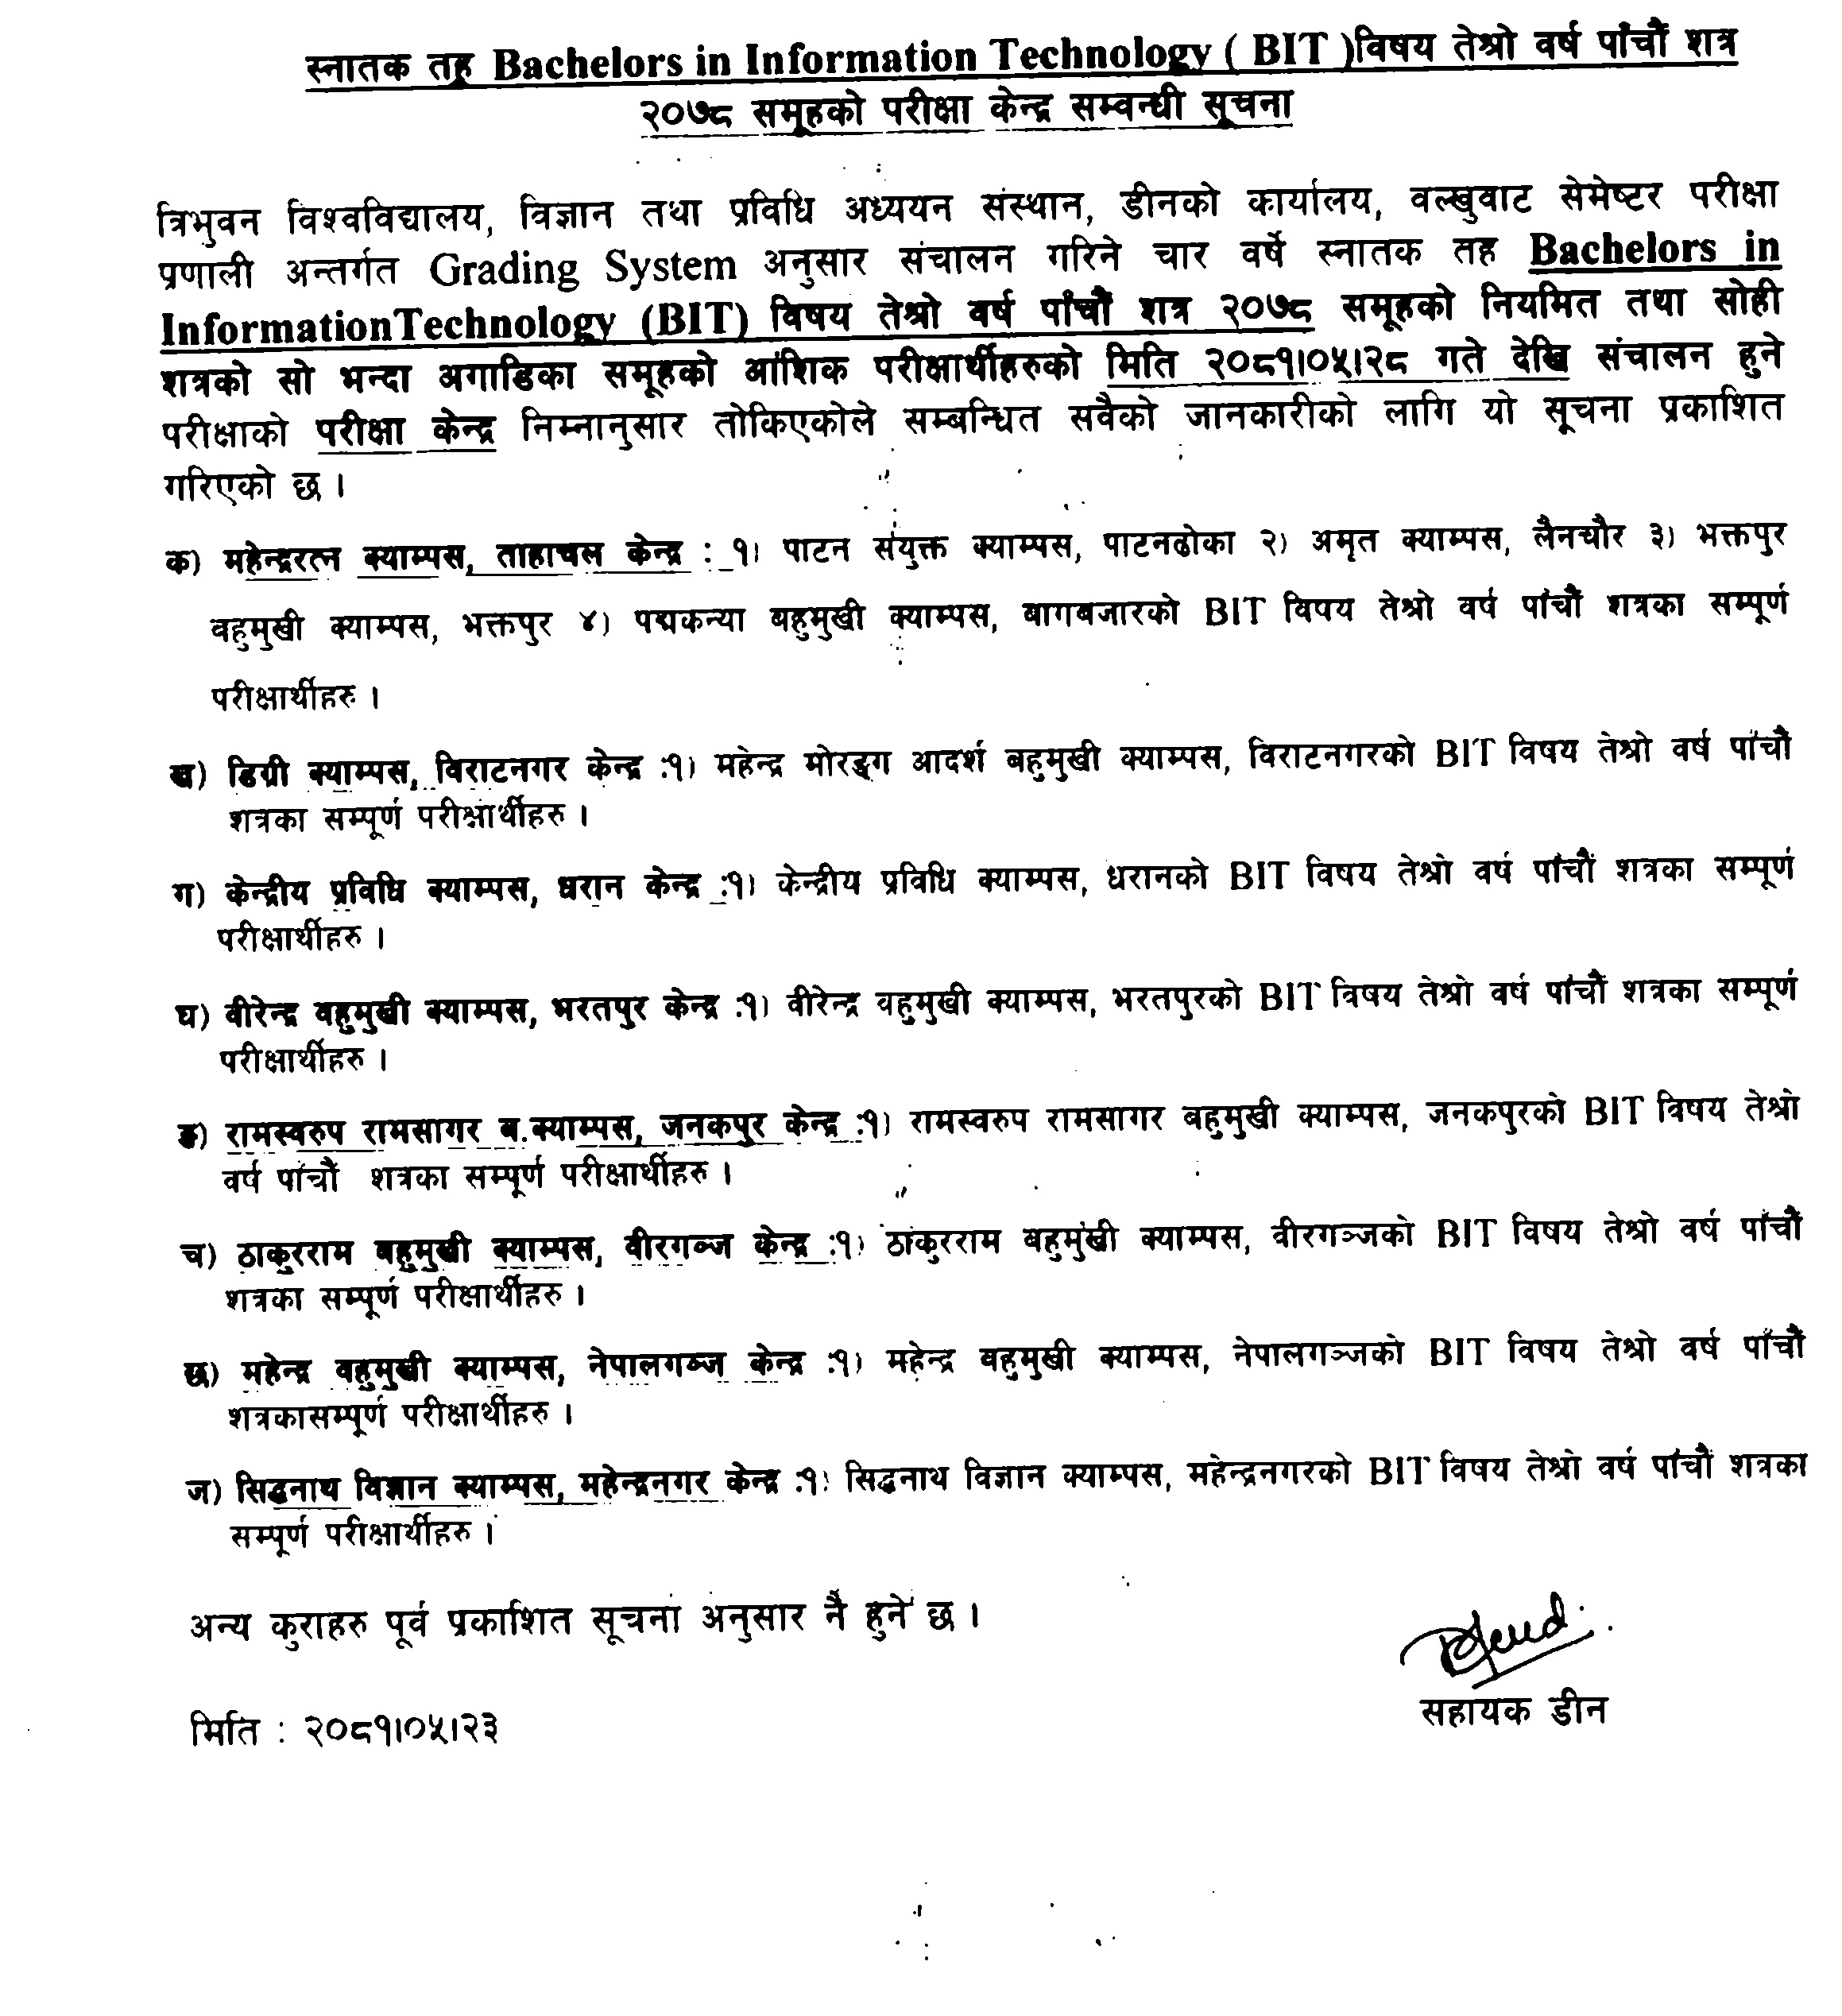 स्नातक तह Bachelors in Information Technology ( BIT )विषय तेश्रो वर्ष पांचौं शत्र
२०७८ समूहको परीक्षा केन्द्र सम्वन्धी सूचना
त्रिभुवन विश्वविद्यालय, विज्ञान तथा प्रविधि अध्ययन संस्थान, डीनको कार्यालय, वल्खुवाट सेमेष्टर परीक्षा
प्रणाली अन्तर्गत Grading System अनुसार संचालन गरिने चार वर्षे स्नातक तह Bachelors in
InformationTechnology (BIT) विषय तेश्रो वर्ष पांचौं शत्र २०७८ समूहको नियमित तथा सोही
शत्रको सो भन्दा अगाडिका समूहको आंशिक परीक्षार्थीहरुको मिति २०८१।०५।२८ गते देखि संचालन हुने
परीक्षाको परीक्षा केन्द्र निम्नानुसार तोकिएकोले सम्बन्धित सवैको जानकारीको लागि यो सूचना प्रकाशित
गरिएको छ ।
क) महेन्द्ररत्न क्याम्पस, ताहाचल केन्द्र : १) पाटन संयुक्त क्याम्पस, पाटनढोका २) अमृत क्याम्पस, लैनचौर ३) भक्तपुर
वहुमुखी क्याम्पस, भक्तपुर ४) पद्मकन्या बहुमुखी क्याम्पस, बागबजारको BIT विषय तेश्रो वर्ष पांचौं शत्रका सम्पूर्ण
परीक्षार्थीहरु ।
ख) डिग्री क्याम्पस, विराटनगर केन्द्र :१) महेन्द्र मोरङ्ग आदर्श बहुमुखी क्याम्पस, विराटनगरको BIT विषय तेश्रो वर्ष पांचौं
शत्रका सम्पूर्ण परीक्षार्थीहरु ।
ग) केन्द्रीय प्रविधि क्याम्पस, धरान केन्द्र :१) केन्द्रीय प्रविधि क्याम्पस, धरानको BIT विषय तेश्रो वर्ष पांचौं शत्रका सम्पूर्ण
परीक्षार्थीहरु ।
घ) वीरेन्द्र वहुमुखी क्याम्पस, भरतपुर केन्द्र :१) वीरेन्द्र वहुमुखी क्याम्पस, भरतपुरको BIT विषय तेश्रो वर्ष पांचौं शत्रका सम्पूर्ण
परीक्षार्थीहरु ।
ङ) रामस्वरुप रामसागर ब.क्याम्पस, जनकपुर केन्द्र :१) रामस्वरुप रामसागर बहुमुखी क्याम्पस, जनकपुरको BIT विषय तेश्रो
वर्ष पांचौं शत्रका सम्पूर्ण परीक्षार्थीहरु ।
च) ठाकुरराम बहुमुखी क्याम्पस, वीरगञ्ज केन्द्र :१) ठाकुरराम बहुमुखी क्याम्पस, वीरगञ्जको BIT विषय तेश्रो वर्ष पांचौं
शत्रका सम्पूर्ण परीक्षार्थीहरु ।
छ) महेन्द्र वहुमुखी क्याम्पस, नेपालगञ्ज केन्द्र :१) महेन्द्र बहुमुखी क्याम्पस, नेपालगञ्जको BIT विषय तेश्रो वर्ष पांचौं
शत्रकासम्पूर्ण परीक्षार्थीहरु ।
ज) सिद्धनाथ विज्ञान क्याम्पस, महेन्द्रनगर केन्द्र :१) सिद्धनाथ विज्ञान क्याम्पस, महेन्द्रनगरको BIT विषय तेश्रो वर्ष पांचौं शत्रका
सम्पूर्ण परीक्षार्थीहरु ।
अन्य कुराहरु पूर्व प्रकाशित सूचना अनुसार नै हुने छ ।
सहायक डीन
मिति : २०८१।०५।२३